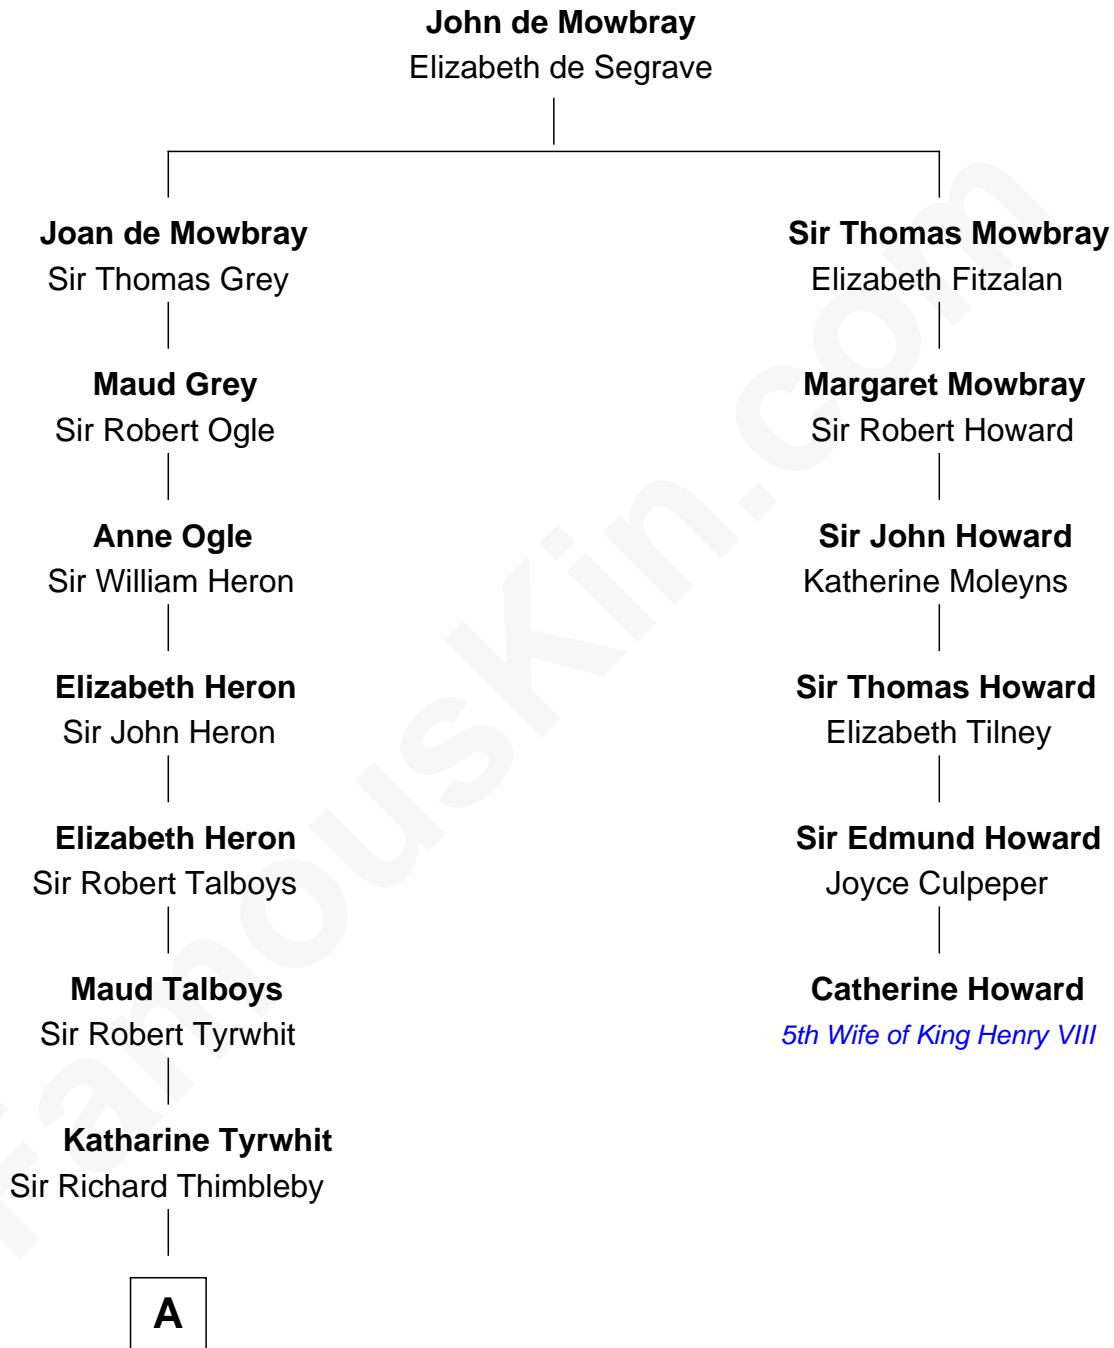 John de Mowbray
Elizabeth de Segrave
Joan de Mowbray
Sir Thomas Grey
Sir Thomas Mowbray
Elizabeth Fitzalan
Maud Grey
Sir Robert Ogle
Margaret Mowbray
Sir Robert Howard
Anne Ogle
Sir William Heron
Sir John Howard
Katherine Moleyns
Elizabeth Heron
Sir John Heron
Sir Thomas Howard
Elizabeth Tilney
Elizabeth Heron
Sir Robert Talboys
Sir Edmund Howard
Joyce Culpeper
Maud Talboys
Sir Robert Tyrwhit
Catherine Howard
5th Wife of King Henry VIII
Katharine Tyrwhit
Sir Richard Thimbleby
A
FamousKin.com